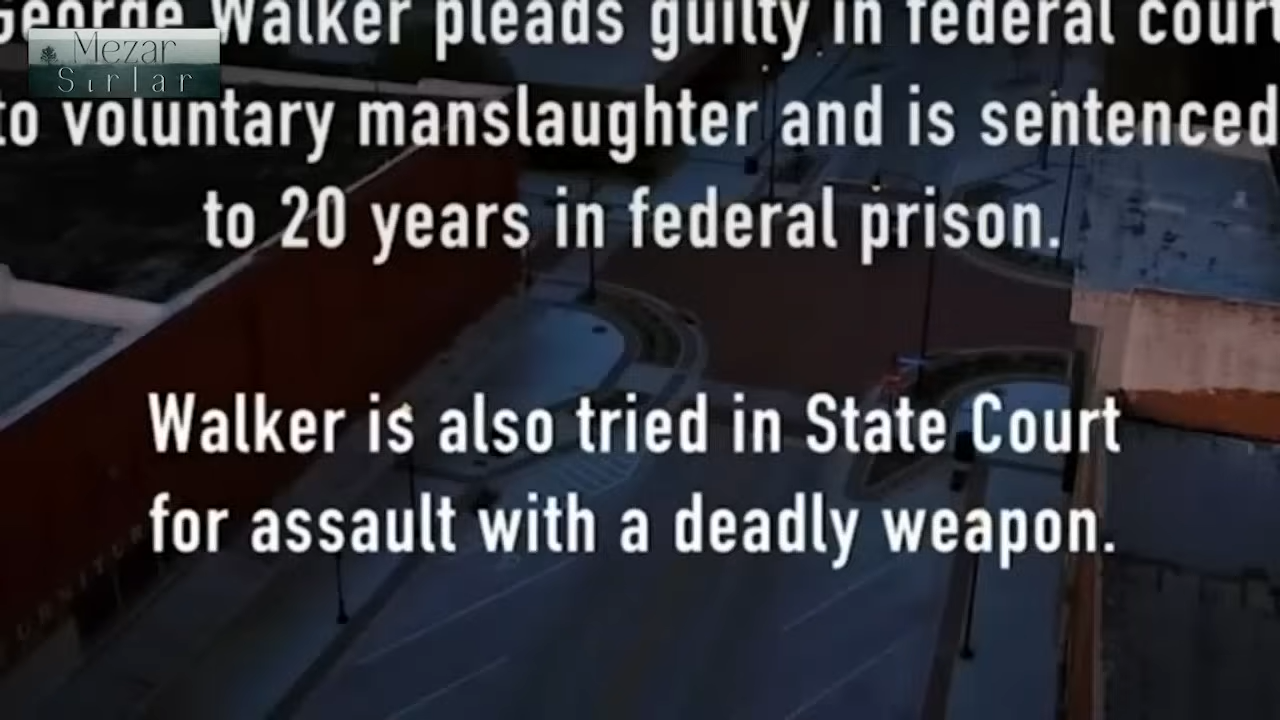 George Walker pleads guilty in federal court
Mezar
Sırlar
to voluntary manslaughter and is sentenced
to 20 years in federal prison.
Walker is also tried in State Court
for assault with a deadly weapon.